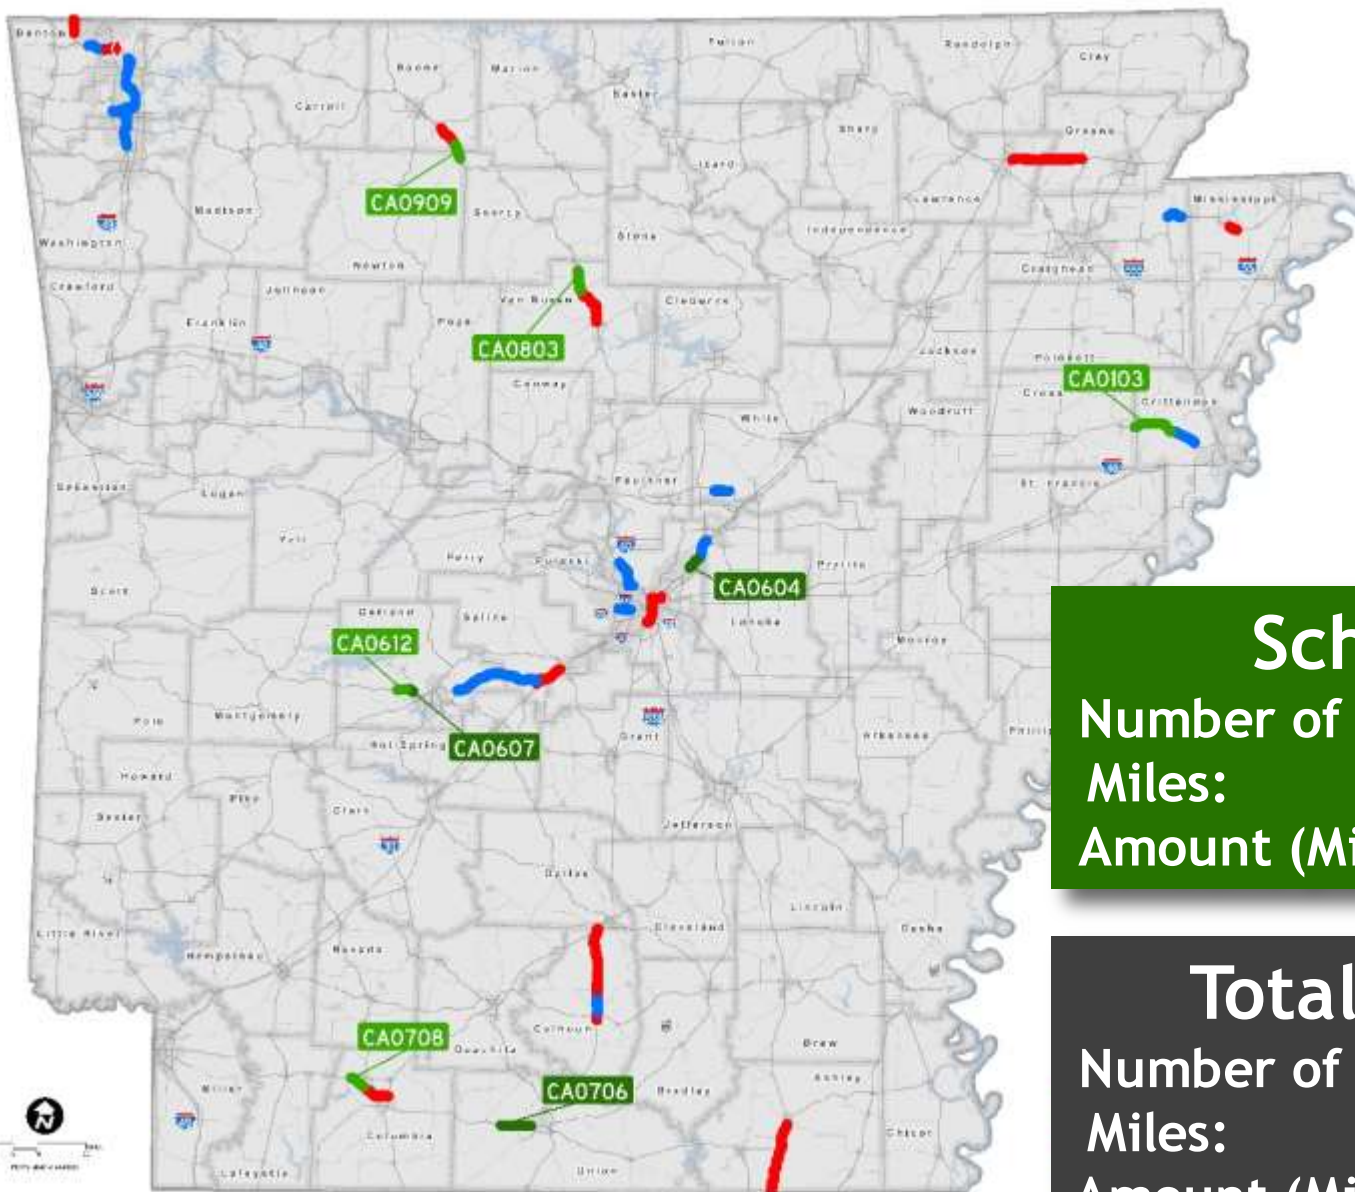 Benton
Boone
Marion
Fulton
Randolph
Clay
Carroll
Baxter
Sharp
Greene
Izard
CA0909
Madison
Searcy
Lawrence
Mississippi
Washington
Stone
Independence
Newton
Craighead
Crawford
Johnson
Van Buren
Cleburne
Franklin
Pope
CA0803
Jackson
Poinsett
CA0103
Conway
Cross
Crittenden
White
Woodruff
Faulkner
St. Francis
Sebastian
Logan
Yell
Perry
Pulaski
Prairie
CA0604
Scott
Garland
Saline
Lonoke
Monroe
CA0612
Polk
Montgomery
Hot Spring
CA0607
Grant
Arkansas
Howard
Pike
Clark
Sevier
Jefferson
Dallas
Lincoln
Little River
Hempstead
Nevada
Cleveland
Desha
CA0708
Ouachita
Calhoun
Drew
Miller
CA0706
Bradley
Ashley
Columbia
Chicot
Lafayette
Union
N
Sch
Number of
Miles:
Amount (Mi
Total
Number of
Miles:
Amount (Mi